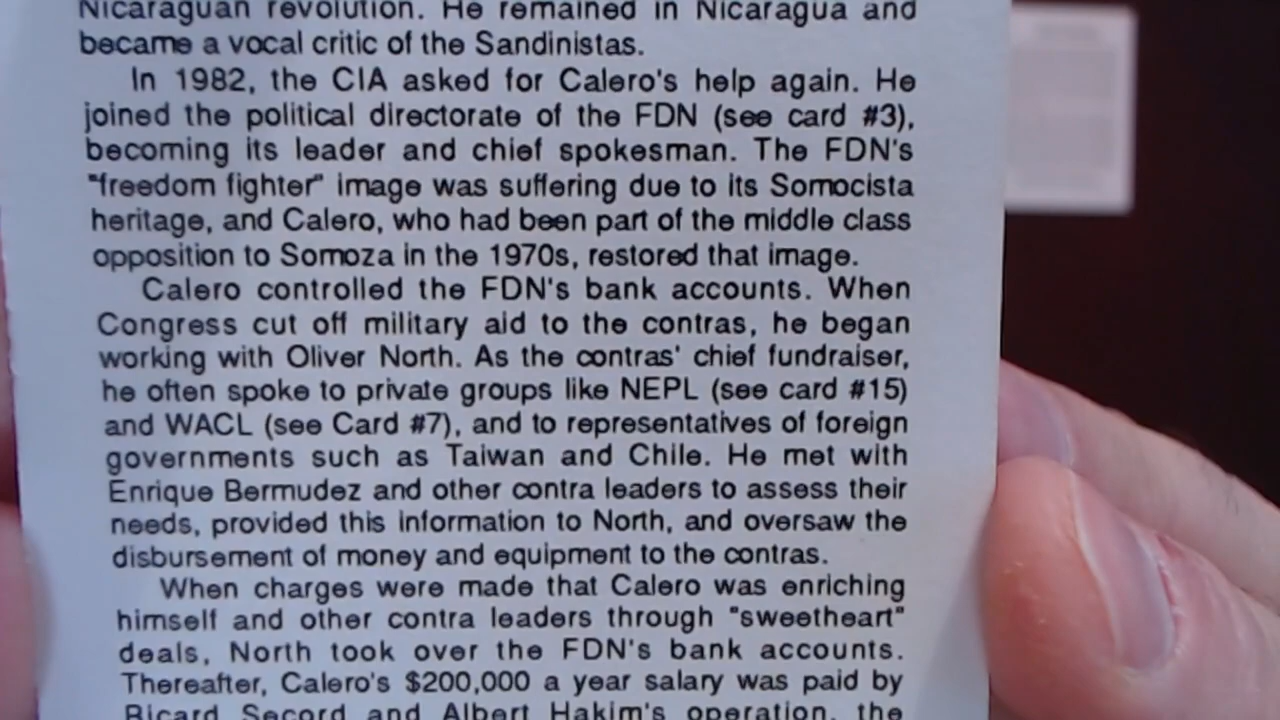 Nicaraguan revolution. He remained in Nicaragua and
became a vocal critic of the Sandinistas.
In 1982, the CIA asked for Calero's help again. He
joined the political directorate of the FDN (see card #3),
becoming its leader and chief spokesman. The FDN's
"freedom fighter" image was suffering due to its Somocista
heritage, and Calero, who had been part of the middle class
opposition to Somoza in the 1970s, restored that image.
Calero controlled the FDN's bank accounts. When
Congress cut off military aid to the contras, he began
working with Oliver North. As the contras' chief fundraiser,
he often spoke to private groups like NEPL (see card #15)
and WACL (see Card #7), and to representatives of foreign
governments such as Taiwan and Chile. He met with
Enrique Bermudez and other contra leaders to assess their
needs, provided this information to North, and oversaw the
disbursement of money and equipment to the contras.
When charges were made that Calero was enriching
himself and other contra leaders through "sweetheart"
deals, North took over the FDN's bank accounts.
Thereafter, Calero's $200,000 a year salary was paid by
Ricard Secord and Albert Hakim's operation, the